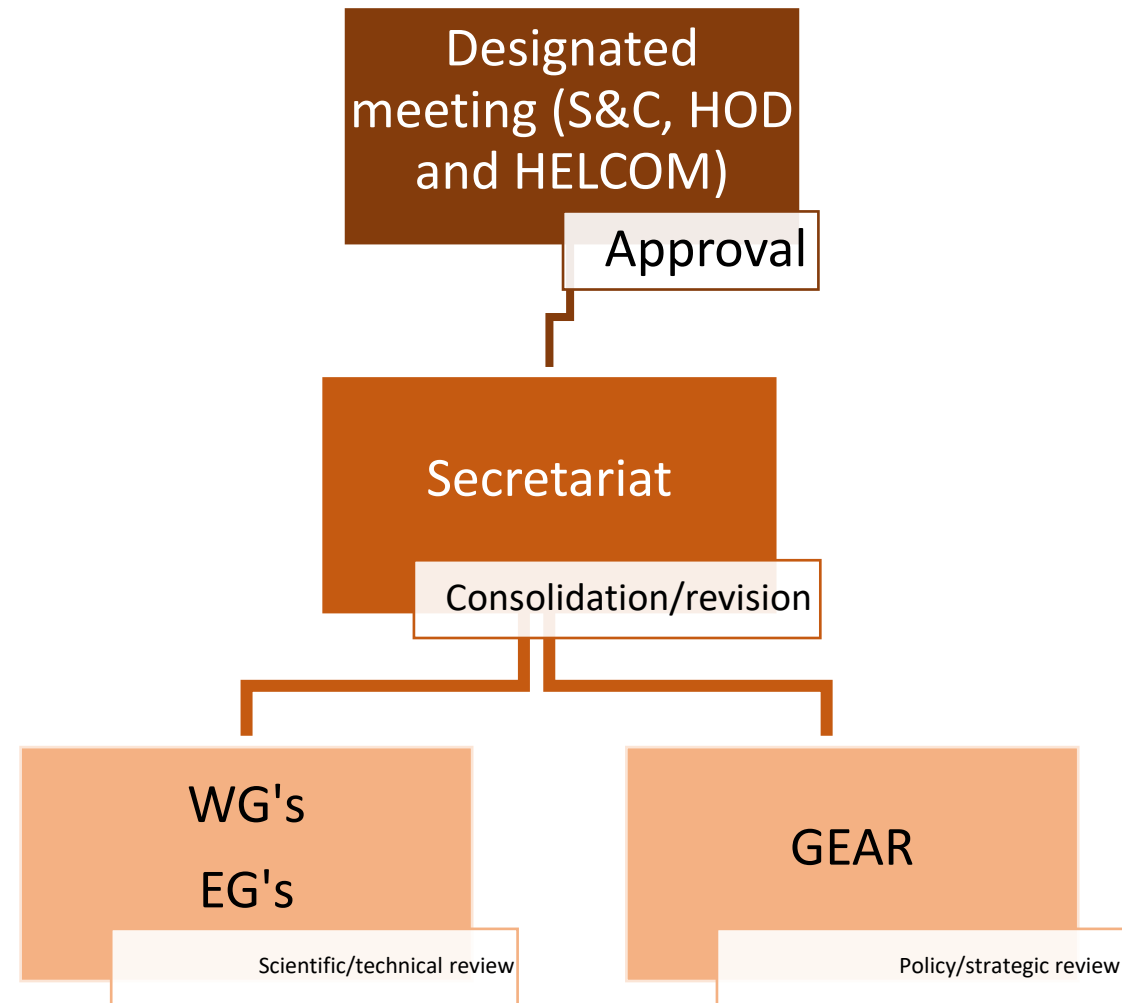 Designated
meeting (S&C, HOD
and HELCOM)
Approval
Secretariat
Consolidation/revision
WG's
EG's
Scientific/technical review
GEAR
Policy/strategic review